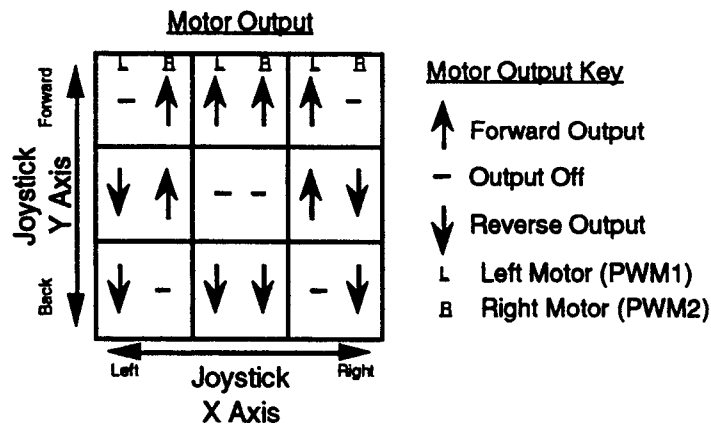 Motor Output
L R L R L R
Forward
Joystick
Y Axis
Back
Left
Joystick
X Axis
Right
Motor Output Key
Forward Output
– Output Off
Reverse Output
L Left Motor (PWM1)
R Right Motor (PWM2)